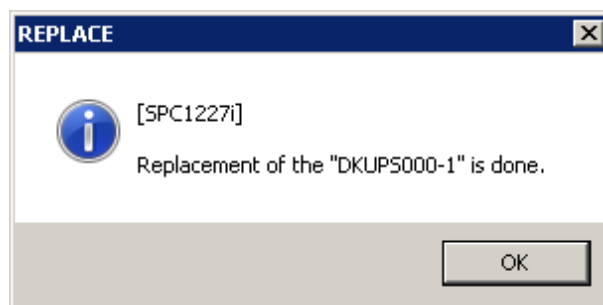 REPLACE
[SPC1227i]
Replacement of the "DKUPS000-1" is done.
OK